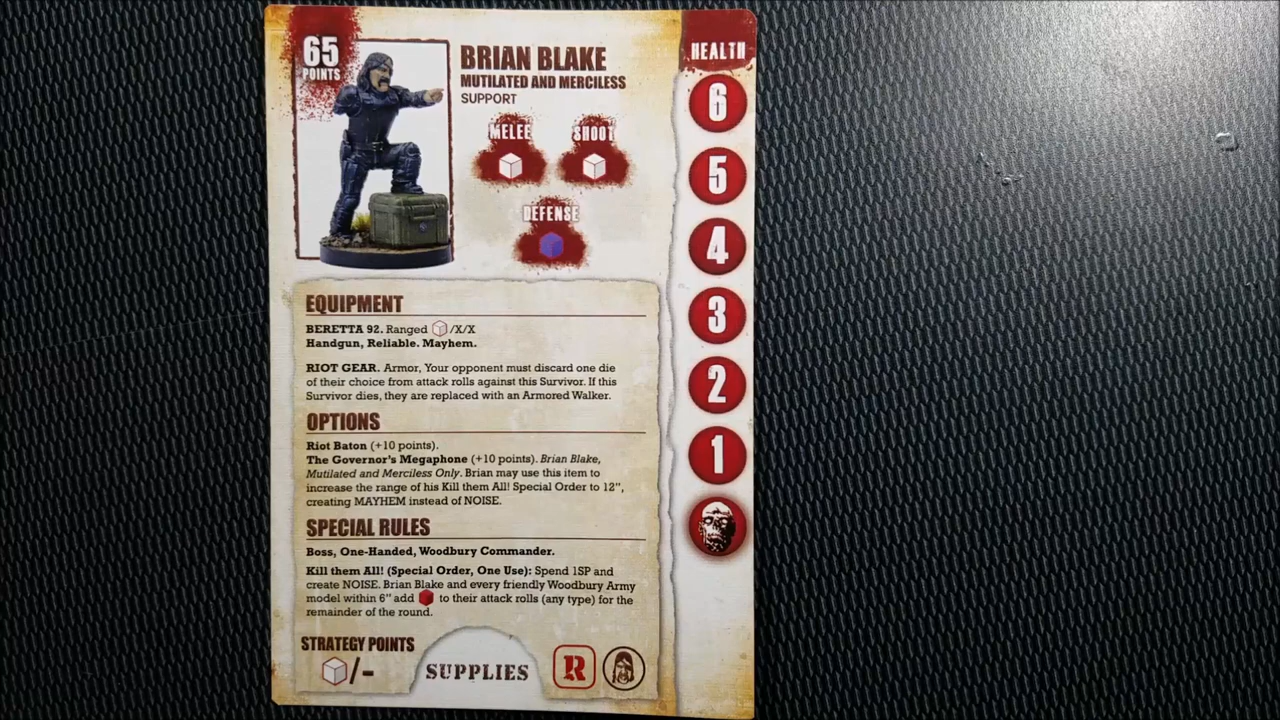 65
POINTS
BRIAN BLAKE
MUTILATED AND MERCILESS
SUPPORT
MELEE
SHOOT
DEFENSE
HEALTH
6
5
4
3
2
1
EQUIPMENT
BERETTA 92. Ranged /X/X
Handgun, Reliable. Mayhem.
RIOT GEAR. Armor, Your opponent must discard one die
of their choice from attack rolls against this Survivor. If this
Survivor dies, they are replaced with an Armored Walker.
OPTIONS
Riot Baton (+10 points).
The Governor's Megaphone (+10 points). Brian Blake,
Mutilated and Merciless Only. Brian may use this item to
increase the range of his Kill them All! Special Order to 12",
creating MAYHEM instead of NOISE.
SPECIAL RULES
Boss, One-Handed, Woodbury Commander.
Kill them All! (Special Order, One Use): Spend 1SP and
create NOISE. Brian Blake and every friendly Woodbury Army
model within 6" add to their attack rolls (any type) for the
remainder of the round.
STRATEGY POINTS
/-
SUPPLIES
R